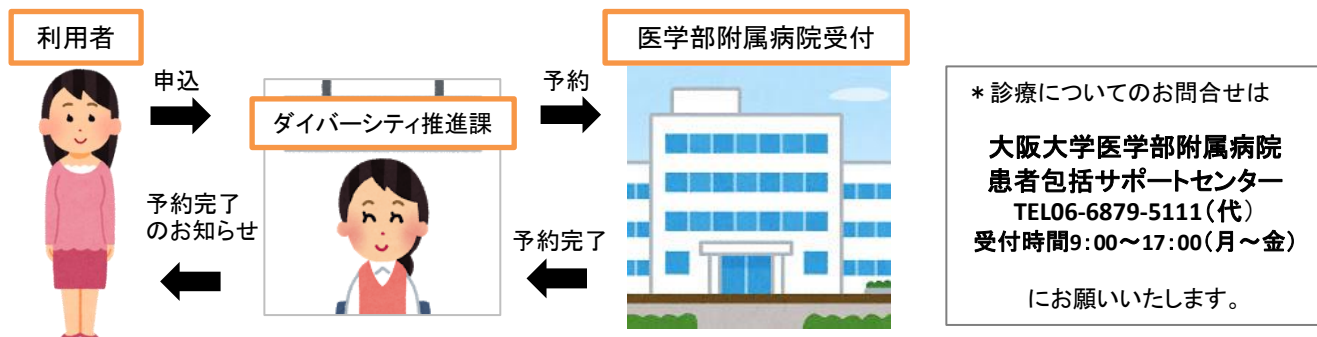 利用者
医学部附属病院受付
申込
予約
ダイバーシティ推進課
予約完了
のお知らせ
予約完了
*診療についてのお問合せは
大阪大学医学部附属病院
患者包括サポートセンター
TEL06-6879-5111(代)
受付時間9:00~17:00(月~金)
にお願いいたします。